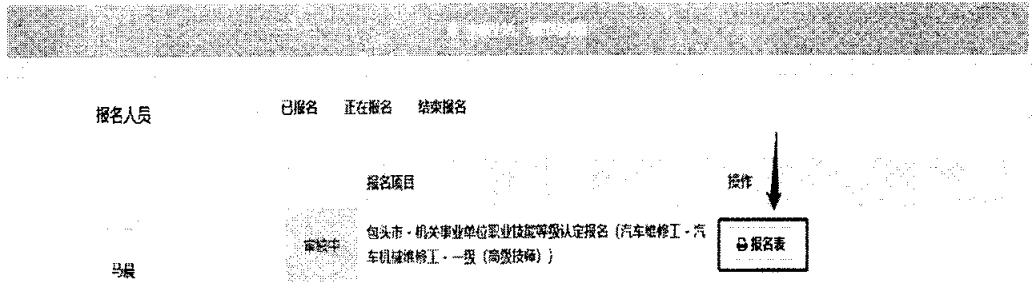 报名人员
已报名 正在报名 结束报名
报名项目 操作
审核中
包头市-机关事业单位职业技能等级认定报名（汽车维修工-汽
车机械维修工-一级（高级技师））
报名表
马晨